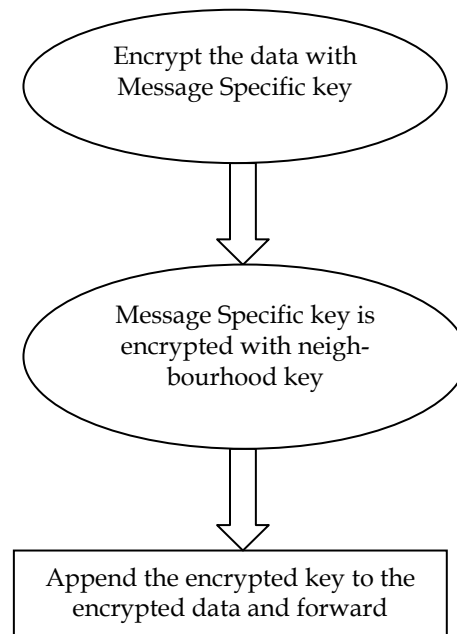 Encrypt the data with
Message Specific key
Message Specific key is
encrypted with neigh-
bourhood key
Append the encrypted key to the
encrypted data and forward